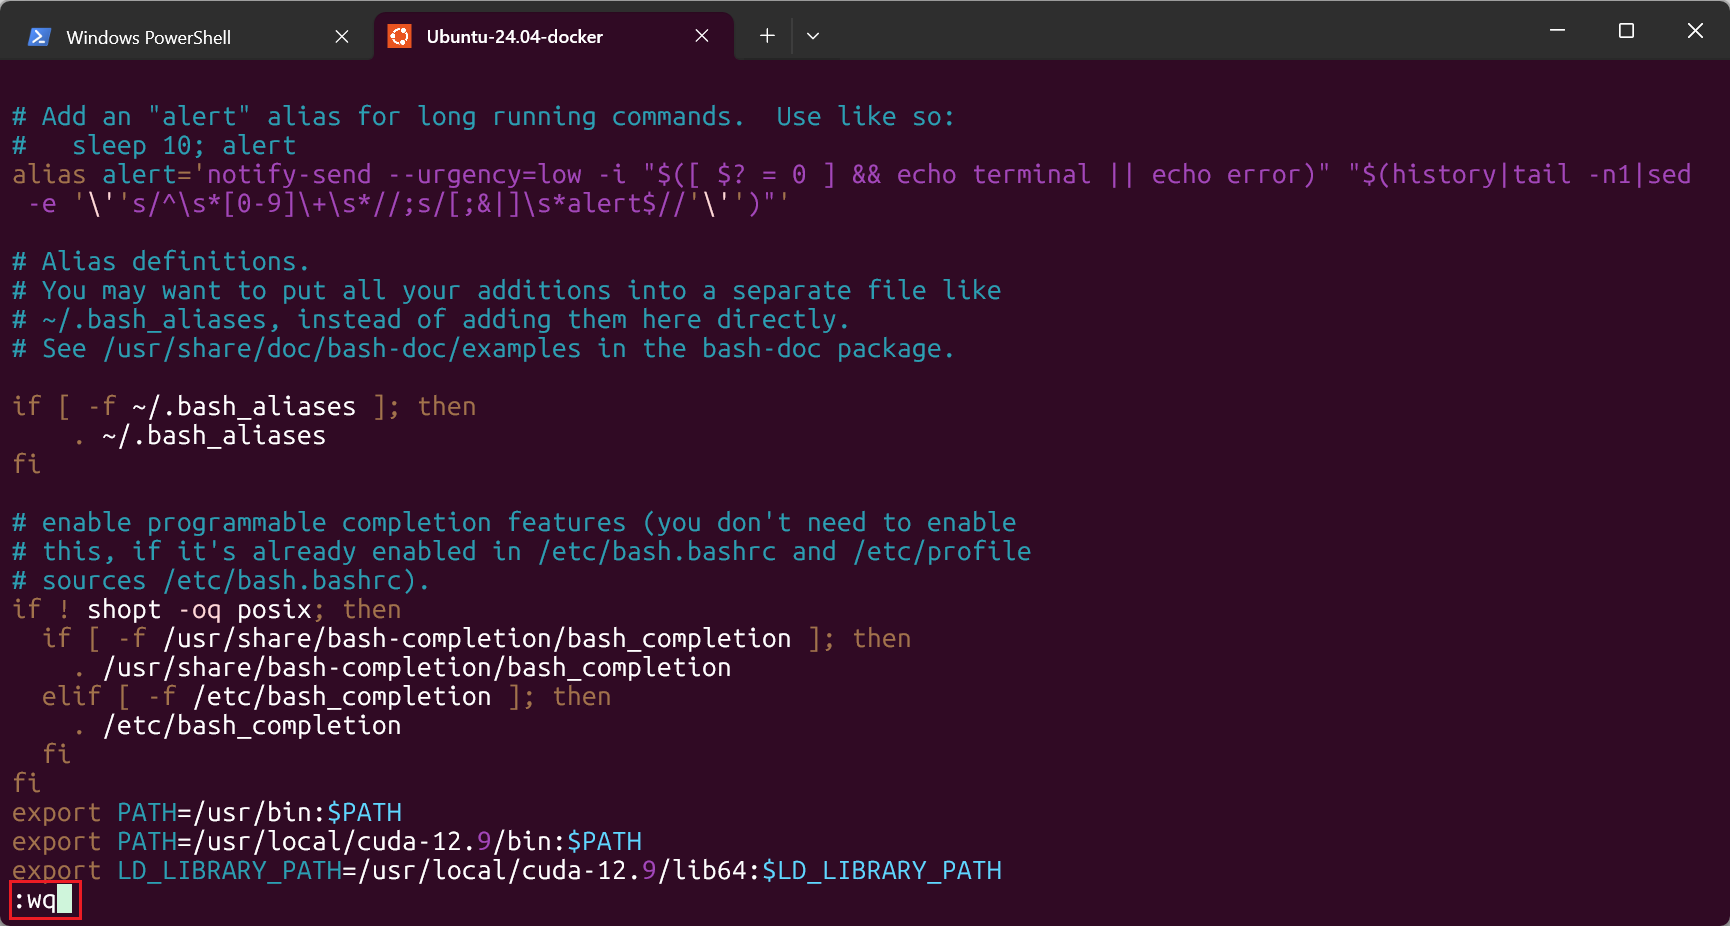 Windows PowerShell
Ubuntu-24.04-docker
# Add an "alert" alias for long running commands.  Use like so:
#   sleep 10; alert
alias alert='notify-send --urgency=low -i "$([ $? = 0 ] && echo terminal || echo error)" "$(history|tail -n1|sed
 -e '\''s/^\s*[0-9]\+\s*//;s/[;&|]\s*alert$//'\'')"'
# Alias definitions.
# You may want to put all your additions into a separate file like
# ~/.bash_aliases, instead of adding them here directly.
# See /usr/share/doc/bash-doc/examples in the bash-doc package.
if [ -f ~/.bash_aliases ]; then
    . ~/.bash_aliases
fi
# enable programmable completion features (you don't need to enable
# this, if it's already enabled in /etc/bash.bashrc and /etc/profile
# sources /etc/bash.bashrc).
if ! shopt -oq posix; then
  if [ -f /usr/share/bash-completion/bash_completion ]; then
    . /usr/share/bash-completion/bash_completion
  elif [ -f /etc/bash_completion ]; then
    . /etc/bash_completion
  fi
fi
export PATH=/usr/bin:$PATH
export PATH=/usr/local/cuda-12.9/bin:$PATH
export LD_LIBRARY_PATH=/usr/local/cuda-12.9/lib64:$LD_LIBRARY_PATH
:wq